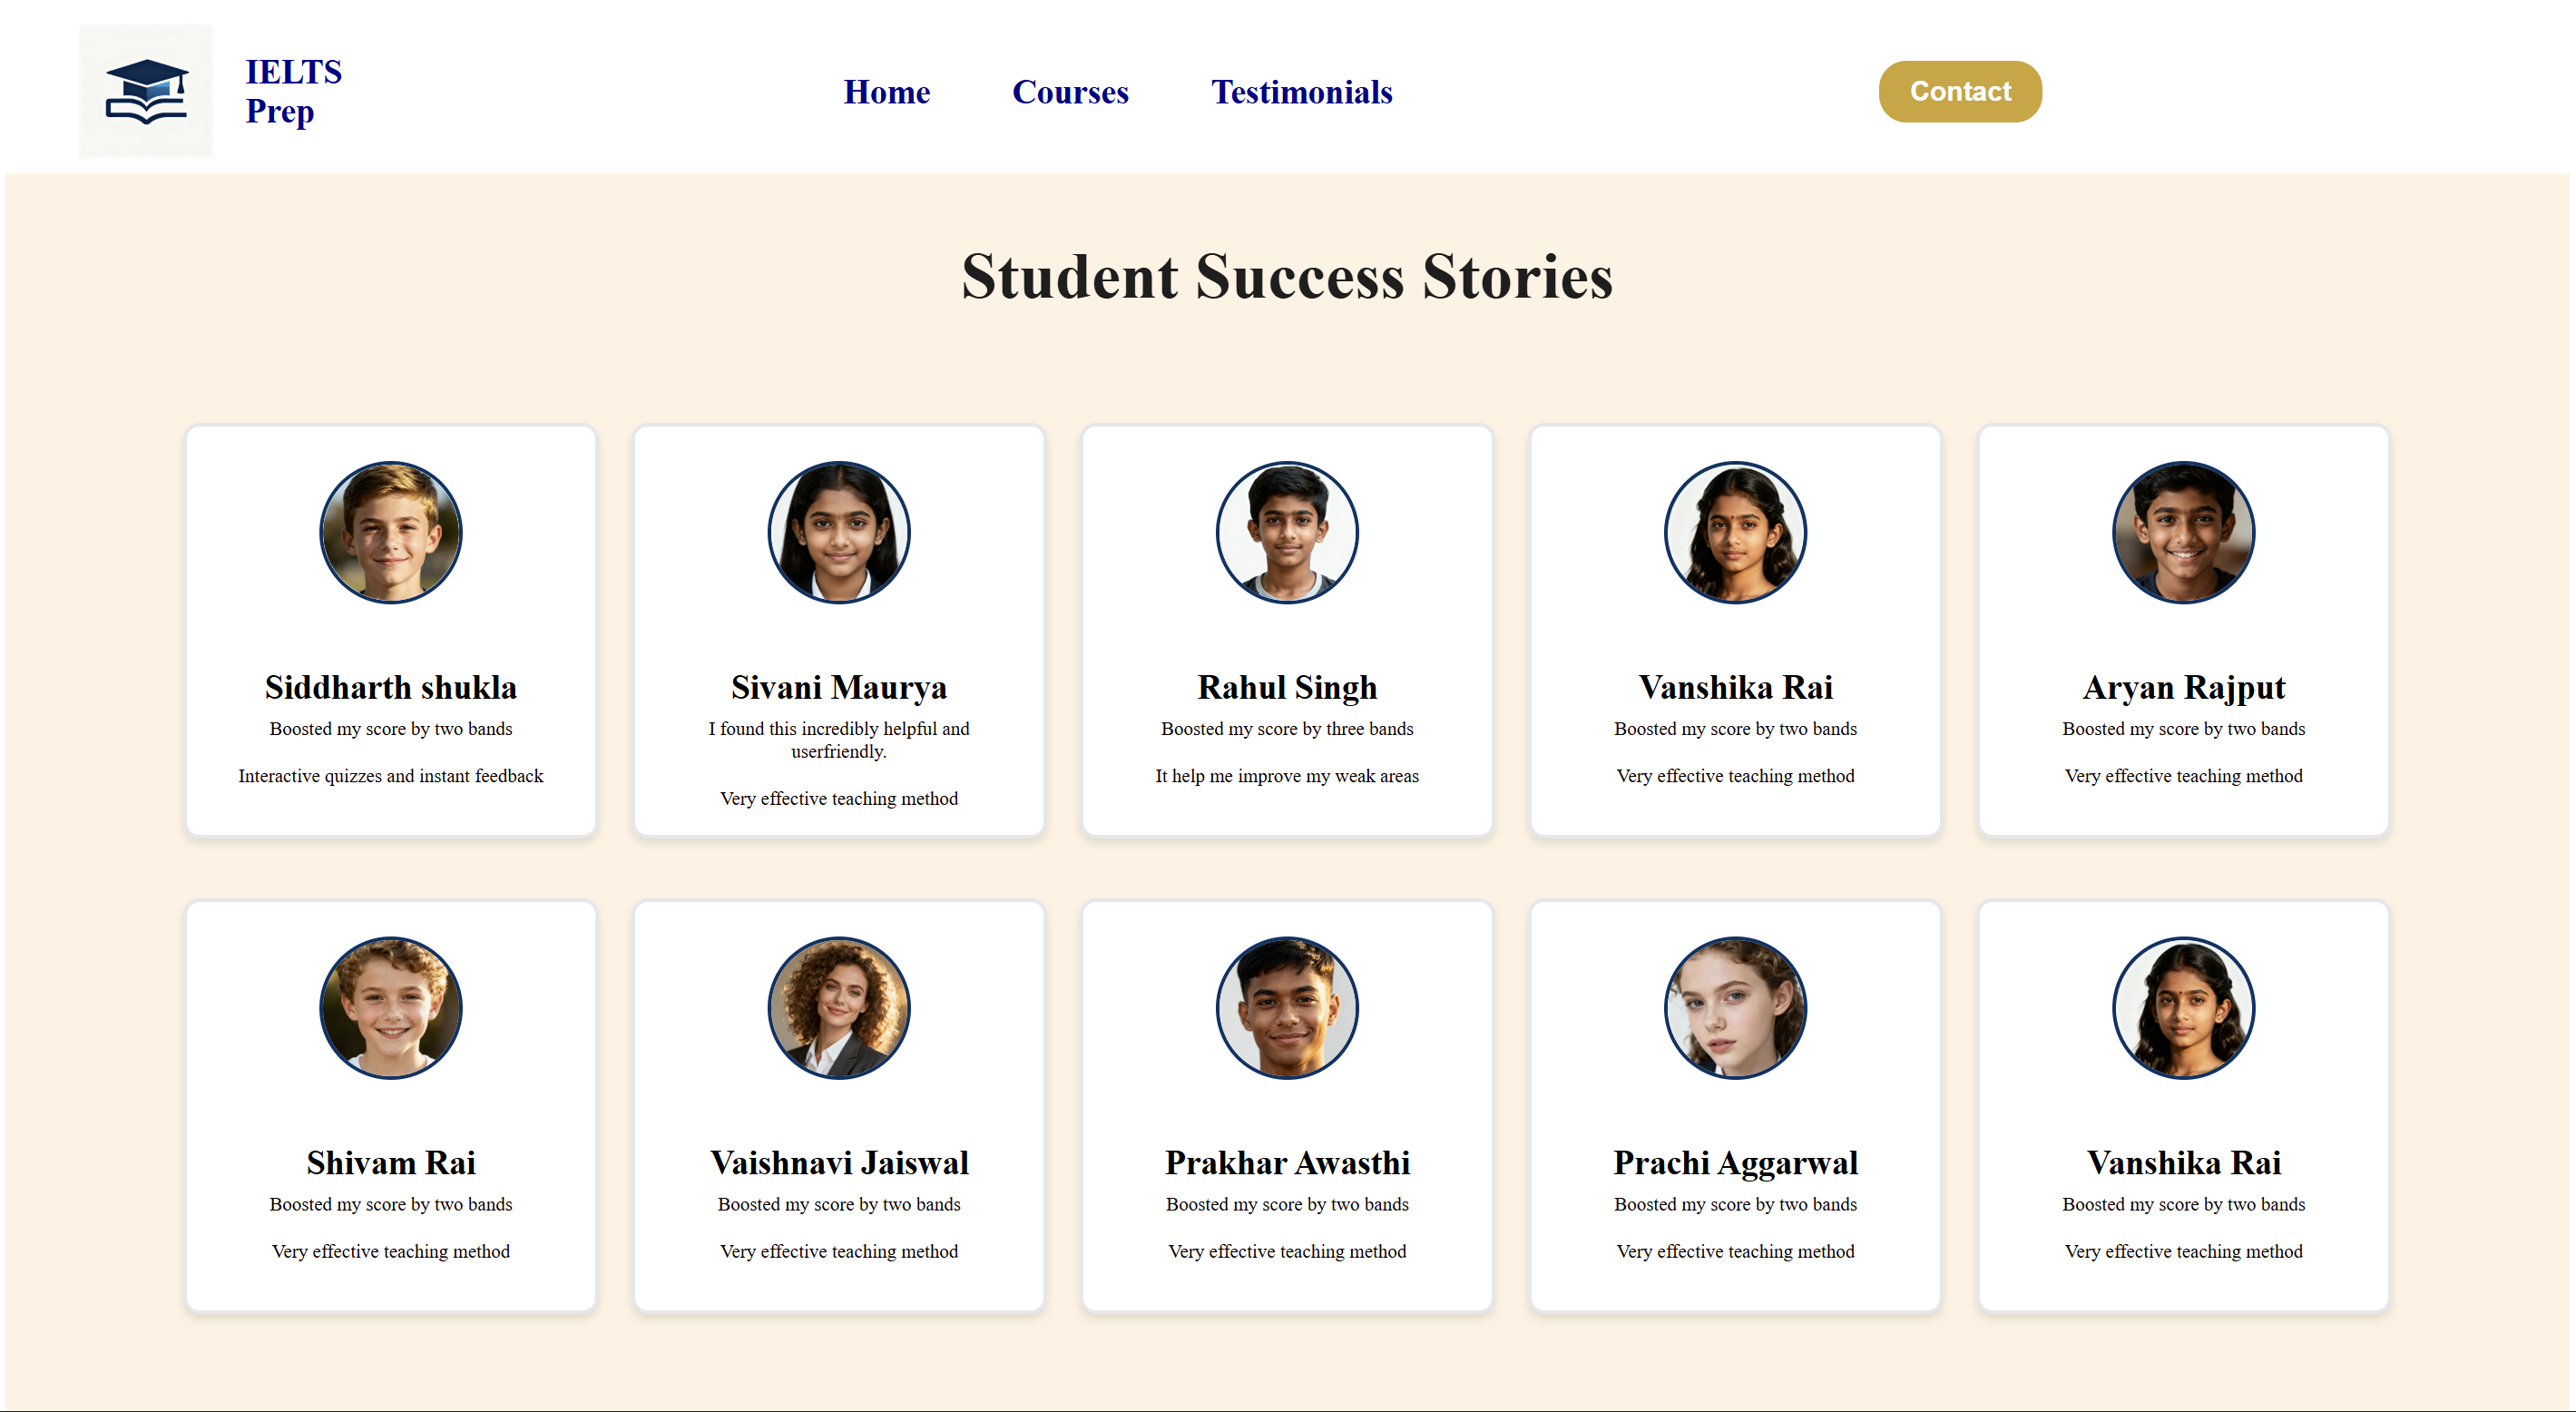 IELTS
Prep
Home
Courses
Testimonials
Contact
Student Success Stories
Siddharth shukla
Boosted my score by two bands
Interactive quizzes and instant feedback
Sivani Maurya
I found this incredibly helpful and
userfriendly.
Very effective teaching method
Rahul Singh
Boosted my score by three bands
It help me improve my weak areas
Vanshika Rai
Boosted my score by two bands
Very effective teaching method
Aryan Rajput
Boosted my score by two bands
Very effective teaching method
Shivam Rai
Boosted my score by two bands
Very effective teaching method
Vaishnavi Jaiswal
Boosted my score by two bands
Very effective teaching method
Prakhar Awasthi
Boosted my score by two bands
Very effective teaching method
Prachi Aggarwal
Boosted my score by two bands
Very effective teaching method
Vanshika Rai
Boosted my score by two bands
Very effective teaching method